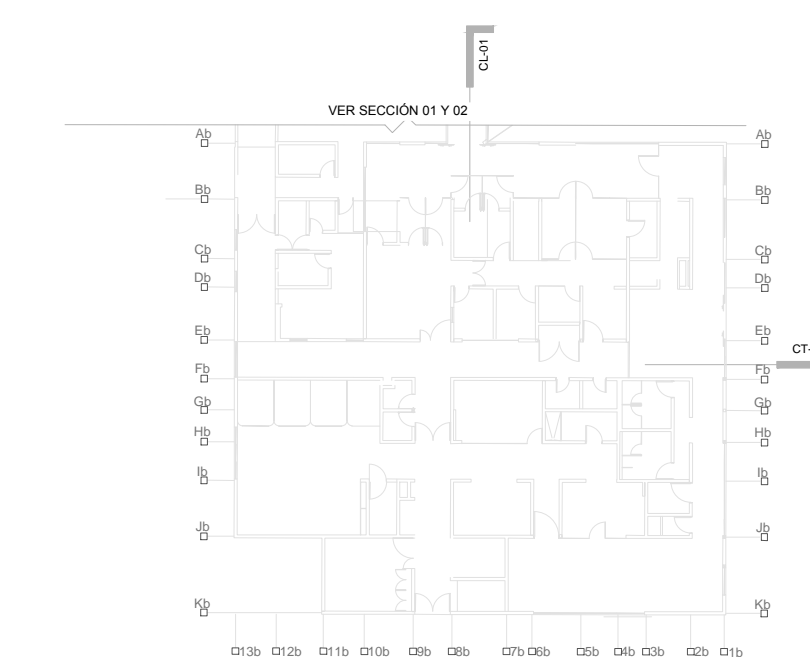 CL-01
VER SECCIÓN 01 Y 02
Ab Ab
Bb Bb
Cb Cb
Db Db
Eb Eb
CT-
Fb Fb
Gb Gb
Hb Hb
Ib Ib
Jb Jb
Kb Kb
13b 12b 11b 10b 9b 8b 7b 6b 5b 4b 3b 2b 1b